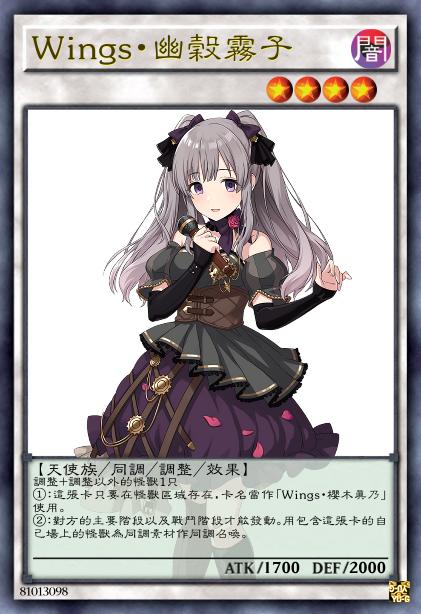 Wings・幽穀霧子
闇
【天使族／同調／調整／效果】
調整+調整以外的怪獸1只
①：這張卡只要在怪獸區域存在，卡名當作「Wings・櫻木真乃」
使用。
②：對方的主要階段以及戰鬥階段才能發動。用包含這張卡的自
己場上的怪獸為同調素材作同調召喚。
ATK/1700 DEF/2000
81013098